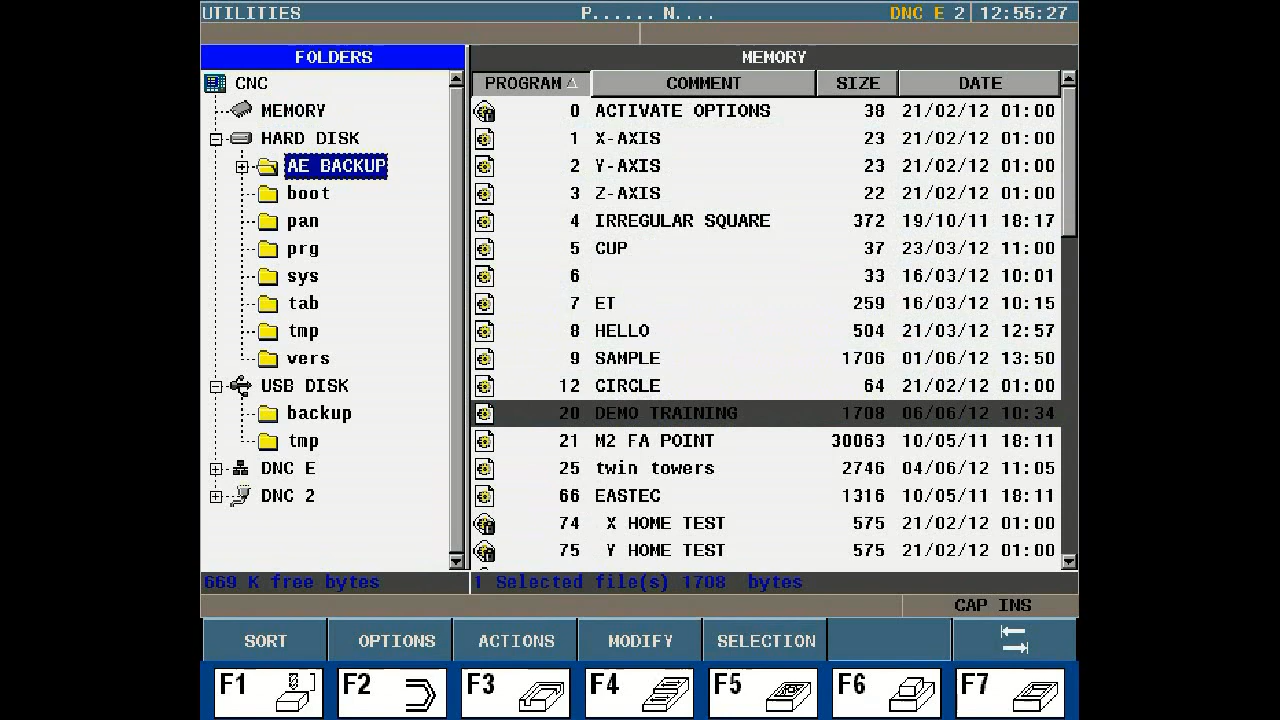 UTILITIES P...... N.... DNC E 2 12:55:27
FOLDERS
CNC
MEMORY
HARD DISK
AE BACKUP
boot
pan
prg
sys
tab
tmp
vers
USB DISK
backup
tmp
DNC E
DNC 2
669 K free bytes
MEMORY
PROGRAM COMMENT SIZE DATE
0 ACTIVATE OPTIONS 38 21/02/12 01:00
1 X-AXIS 23 21/02/12 01:00
2 Y-AXIS 23 21/02/12 01:00
3 Z-AXIS 22 21/02/12 01:00
4 IRREGULAR SQUARE 372 19/10/11 18:17
5 CUP 37 23/03/12 11:00
6 33 16/03/12 10:01
7 ET 259 16/03/12 10:15
8 HELLO 504 21/03/12 12:57
9 SAMPLE 1706 01/06/12 13:50
12 CIRCLE 64 21/02/12 01:00
20 DEMO TRAINING 1708 06/06/12 10:34
21 M2 FA POINT 30063 10/05/11 18:11
25 twin towers 2746 04/06/12 11:05
66 EASTEC 1316 10/05/11 18:11
74 X HOME TEST 575 21/02/12 01:00
75 Y HOME TEST 575 21/02/12 01:00
1 Selected file(s) 1708 bytes
CAP INS
SORT OPTIONS ACTIONS MODIFY SELECTION
F1 F2 F3 F4 F5 F6 F7